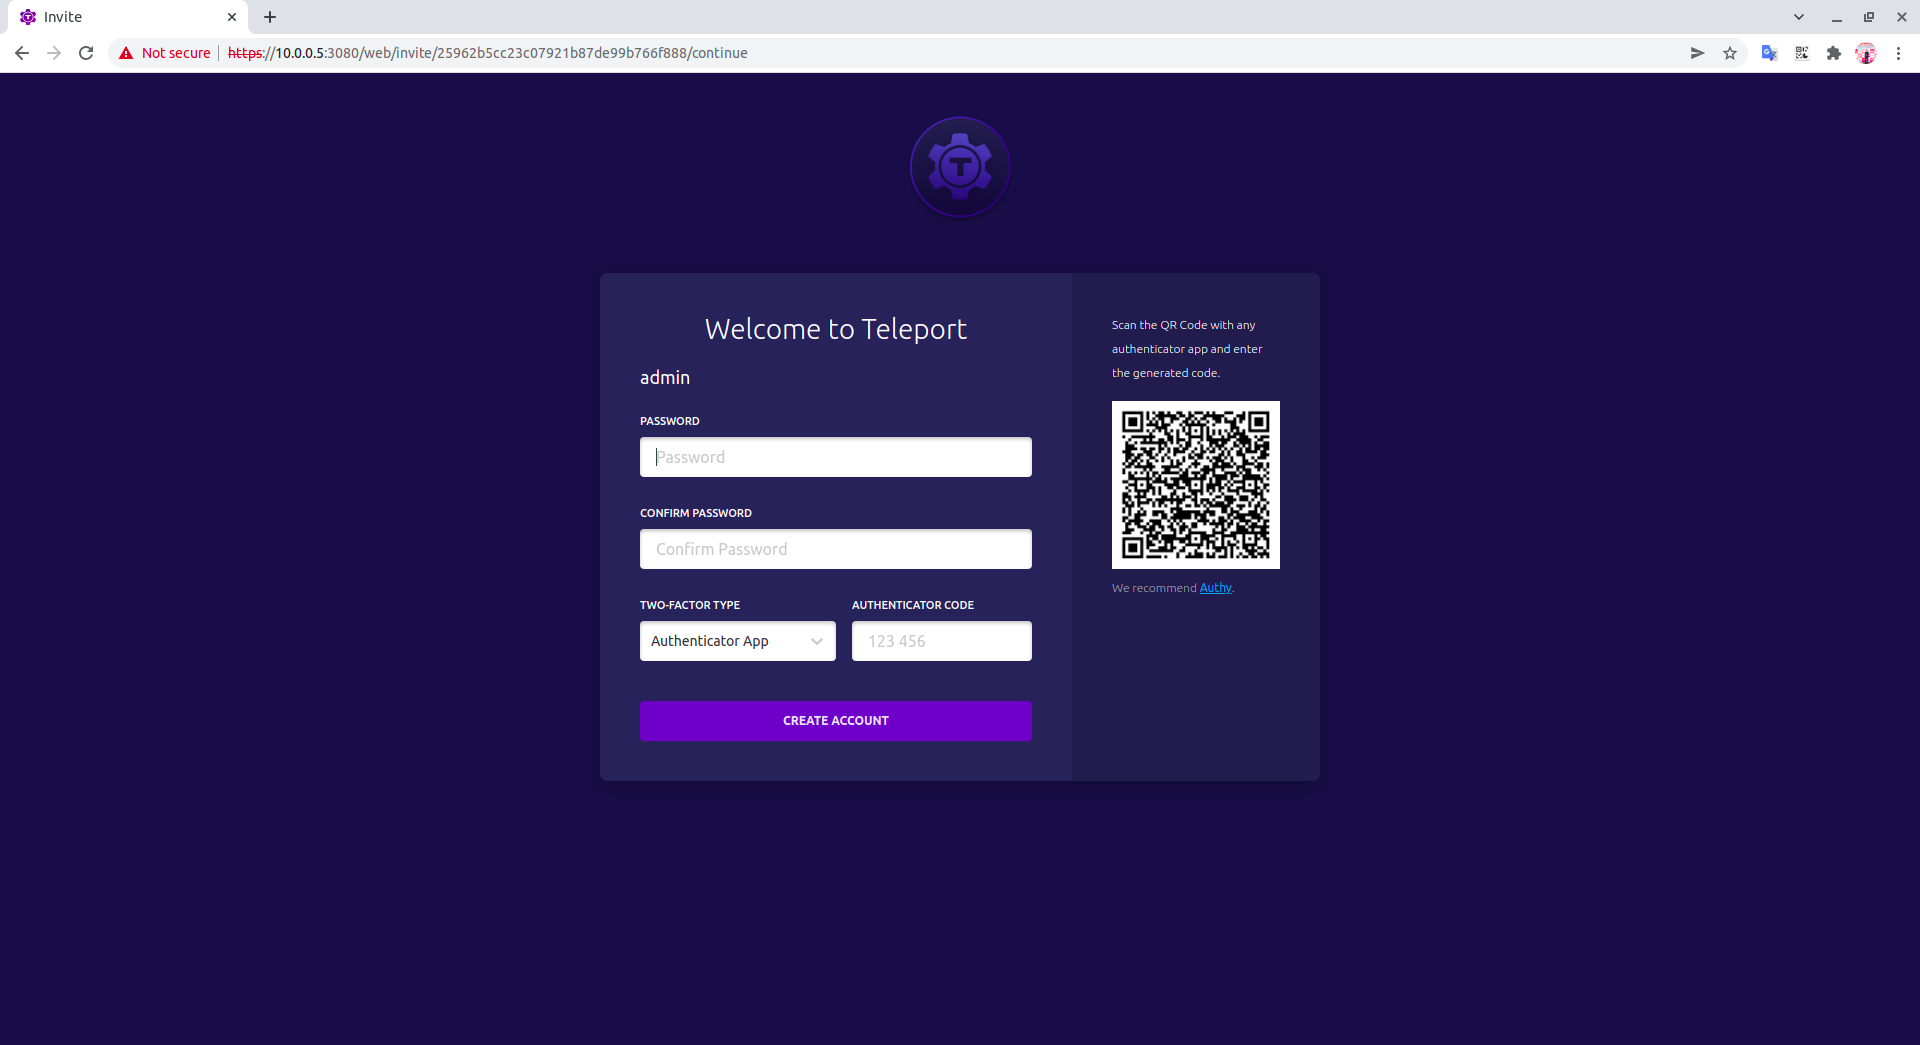 Invite
Not secure
https://10.0.0.5:3080/web/invite/25962b5cc23c07921b87de99b766f888/continue
T
Welcome to Teleport
admin
PASSWORD
Password
CONFIRM PASSWORD
Confirm Password
TWO-FACTOR TYPE
AUTHENTICATOR CODE
Authenticator App
123 456
CREATE ACCOUNT
Scan the QR Code with any
authenticator app and enter
the generated code.
We recommend Authy.